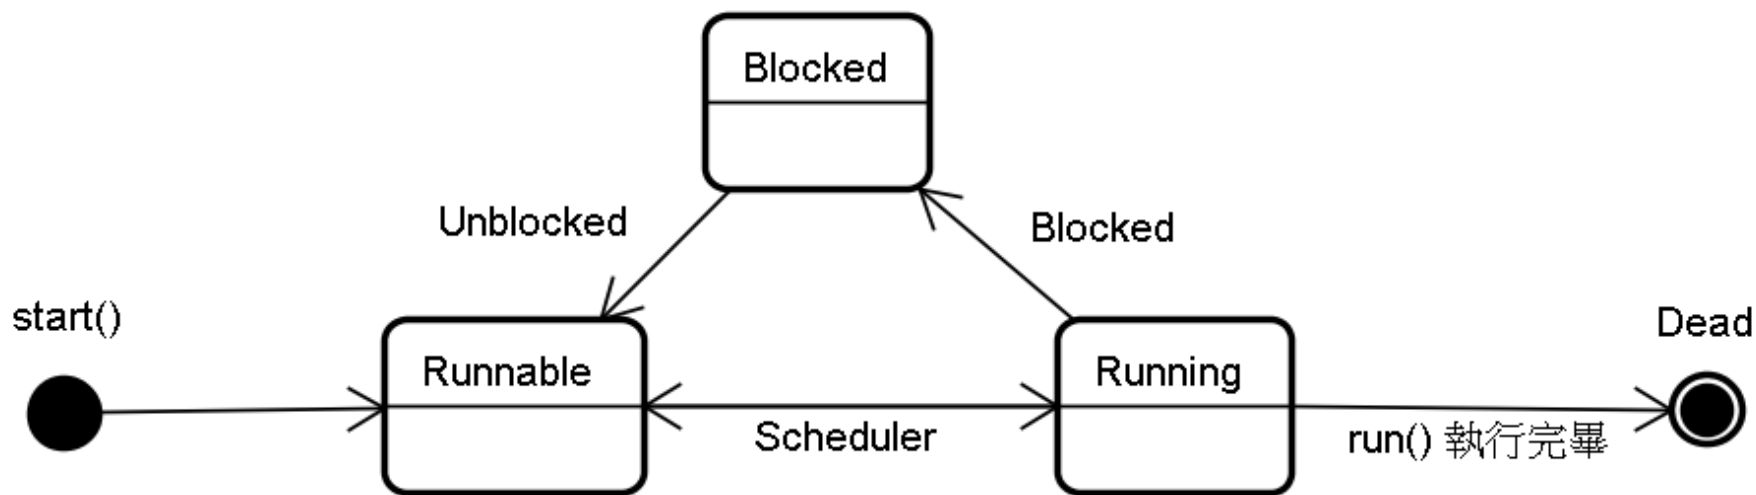 Blocked
Unblocked
Blocked
start()
Dead
Runnable
Running
Scheduler
run() 執行完畢